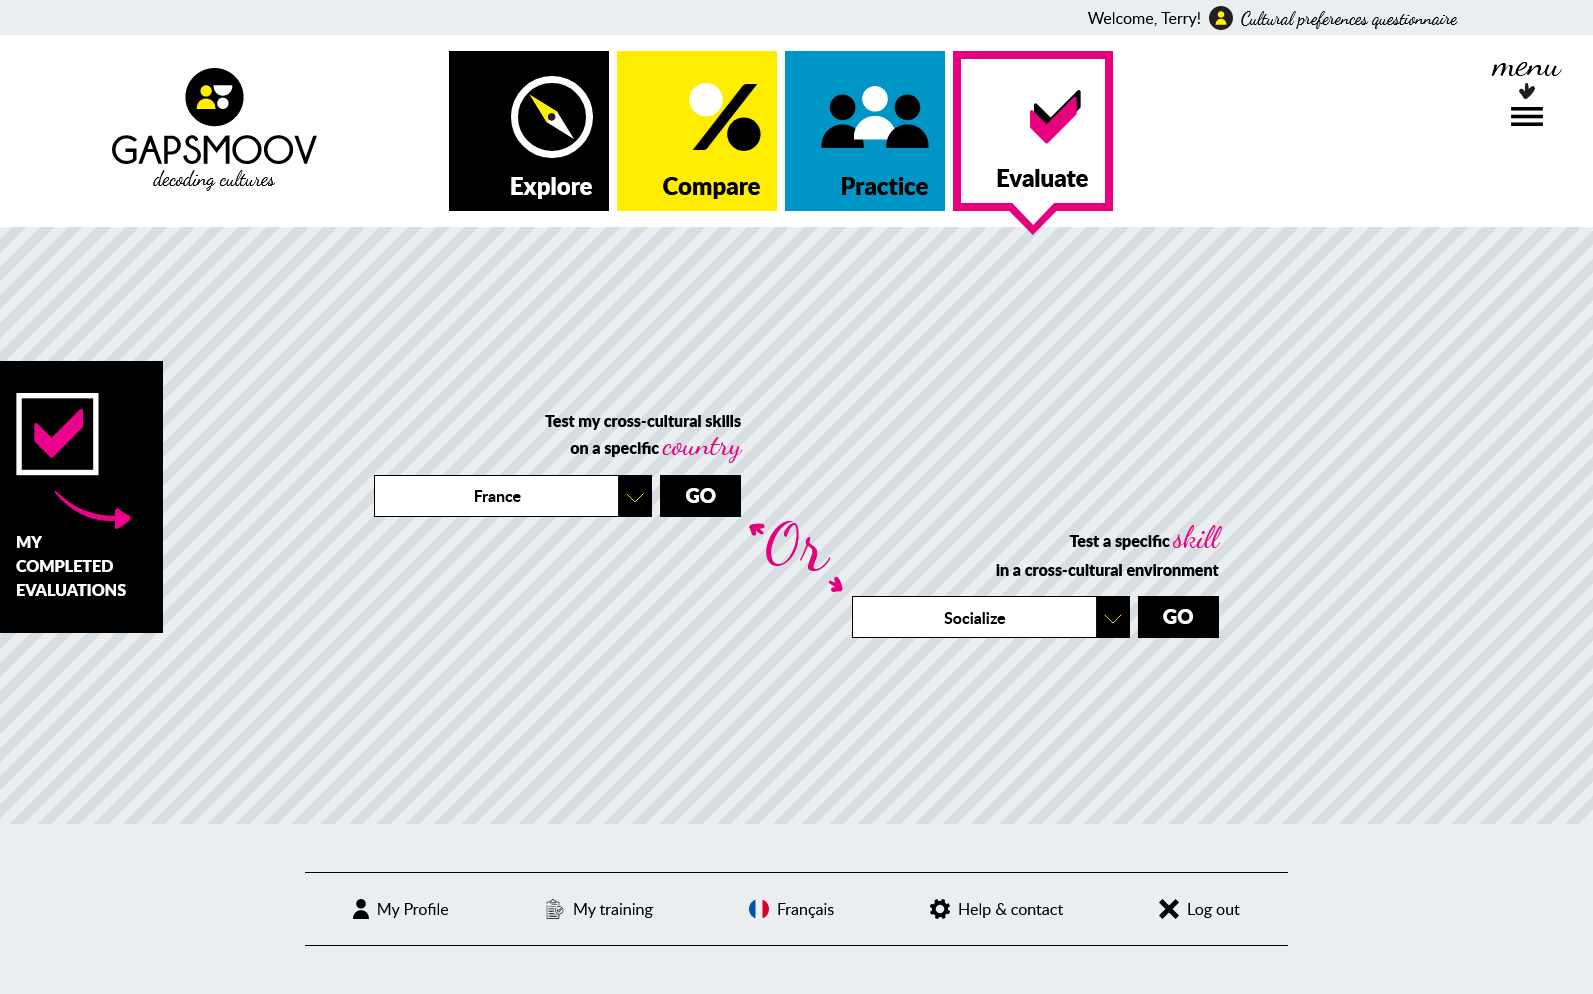 Welcome, Terry! Cultural preferences questionnaire
menu
GAPSMOOV
decoding cultures
Explore
Compare
Practice
Evaluate
MY
COMPLETED
EVALUATIONS
Test my cross-cultural skills
on a specific country
France
GO
Or
Test a specific skill
in a cross-cultural environment
Socialize
GO
My Profile
My training
Français
Help & contact
Log out